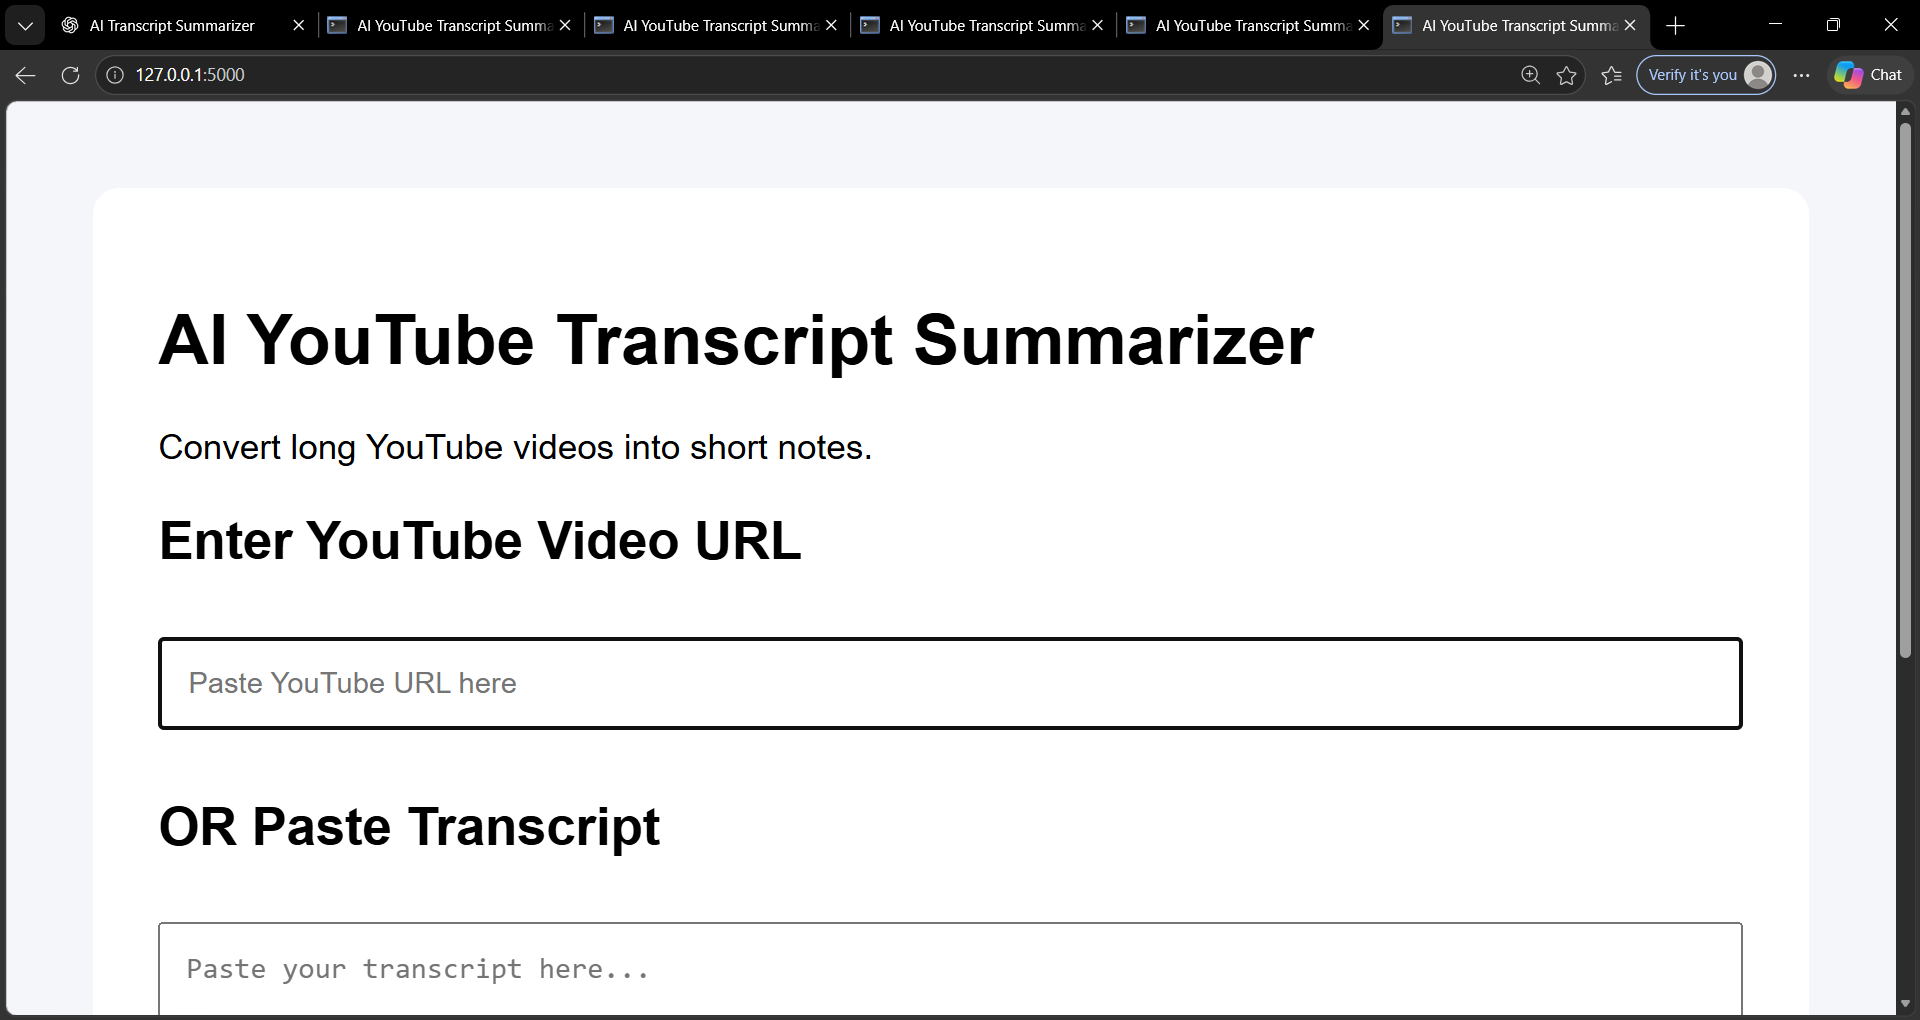 AI Transcript Summarizer
AI YouTube Transcript Summa
AI YouTube Transcript Summa
AI YouTube Transcript Summa
AI YouTube Transcript Summa
AI YouTube Transcript Summa
127.0.0.1:5000
Verify it's you
Chat
AI YouTube Transcript Summarizer
Convert long YouTube videos into short notes.
Enter YouTube Video URL
Paste YouTube URL here
OR Paste Transcript
Paste your transcript here...